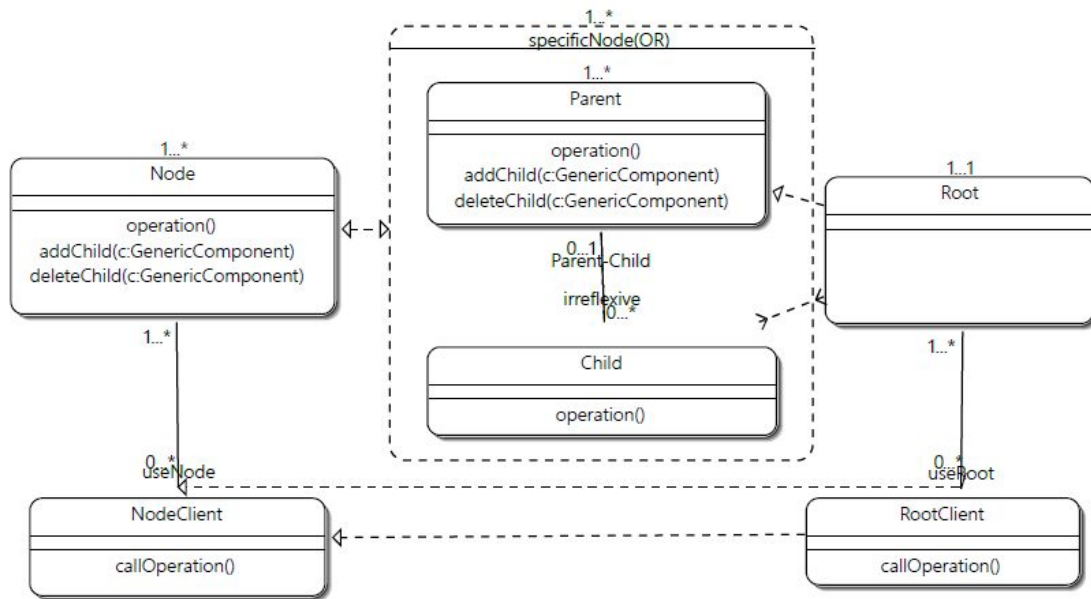 1...*
specificNode(OR)
1...*
Parent
operation()
addChild(c:GenericComponent)
deleteChild(c:GenericComponent)
1...*
Node
operation()
addChild(c:GenericComponent)
deleteChild(c:GenericComponent)
1...1
Root
0...1
Parent-Child
irreflexive
0...*
Child
operation()
1...*
1...*
0...*
useNode
0...*
useRoot
NodeClient
callOperation()
RootClient
callOperation()